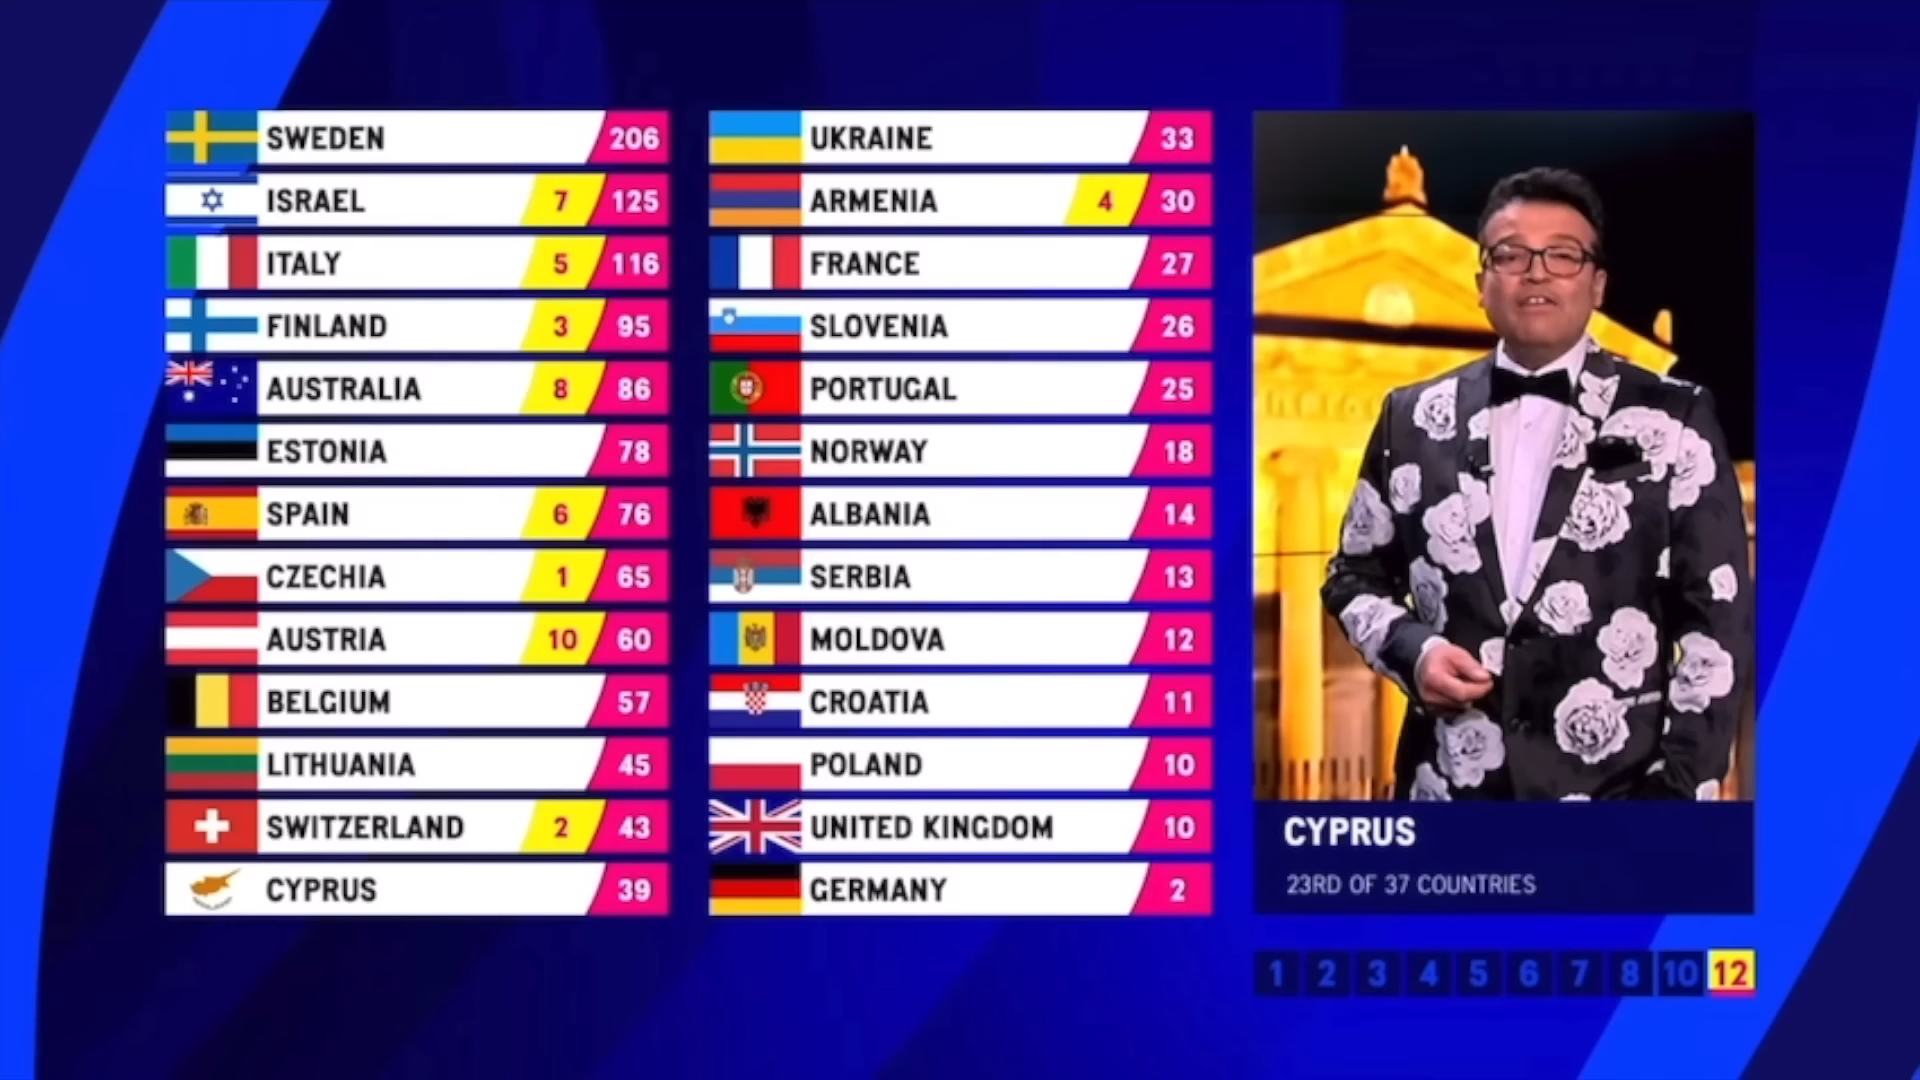 SWEDEN 206
ISRAEL 7 125
ITALY 5 116
FINLAND 3 95
AUSTRALIA 8 86
ESTONIA 78
SPAIN 6 76
CZECHIA 1 65
AUSTRIA 10 60
BELGIUM 57
LITHUANIA 45
SWITZERLAND 2 43
CYPRUS 39
UKRAINE 33
ARMENIA 4 30
FRANCE 27
SLOVENIA 26
PORTUGAL 25
NORWAY 18
ALBANIA 14
SERBIA 13
MOLDOVA 12
CROATIA 11
POLAND 10
UNITED KINGDOM 10
GERMANY 2
CYPRUS
23RD OF 37 COUNTRIES
1 2 3 4 5 6 7 8 10 12